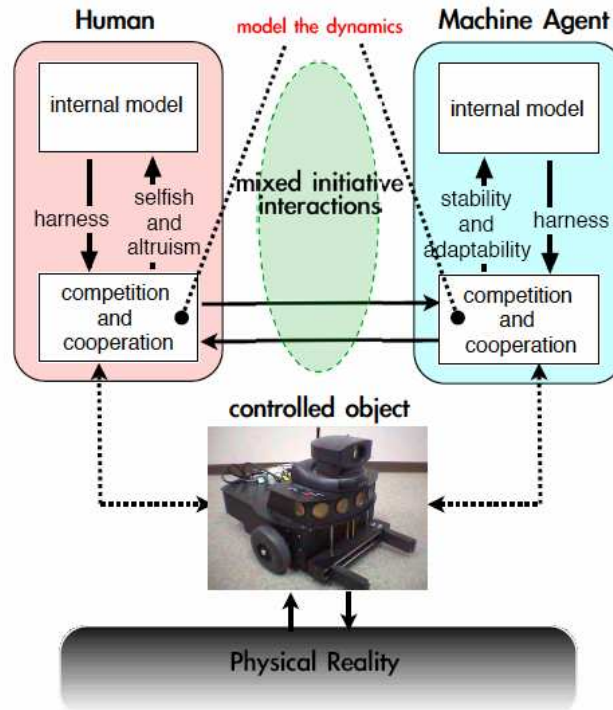 Human
model the dynamics
Machine Agent
internal model
internal model
mixed initiative
interactions
harness
selfish
and
altruism
stability
and
adaptability
harness
competition
and
cooperation
competition
and
cooperation
controlled object
Physical Reality